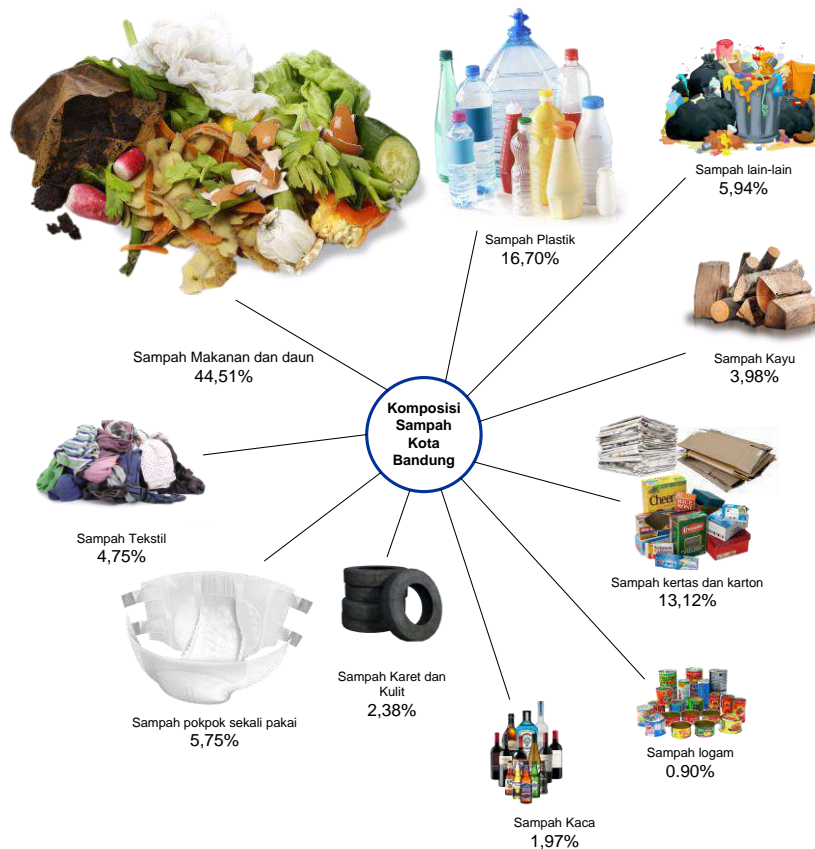 Sampah lain-lain
5,94%
Sampah Plastik
16,70%
Sampah Makanan dan daun
44,51%
Sampah Kayu
3,98%
Komposisi
Sampah
Kota
Bandung
Sampah Tekstil
4,75%
Sampah kertas dan karton
13,12%
Sampah Karet dan
Kulit
2,38%
Sampah pokpok sekali pakai
5,75%
Sampah logam
0.90%
Sampah Kaca
1,97%